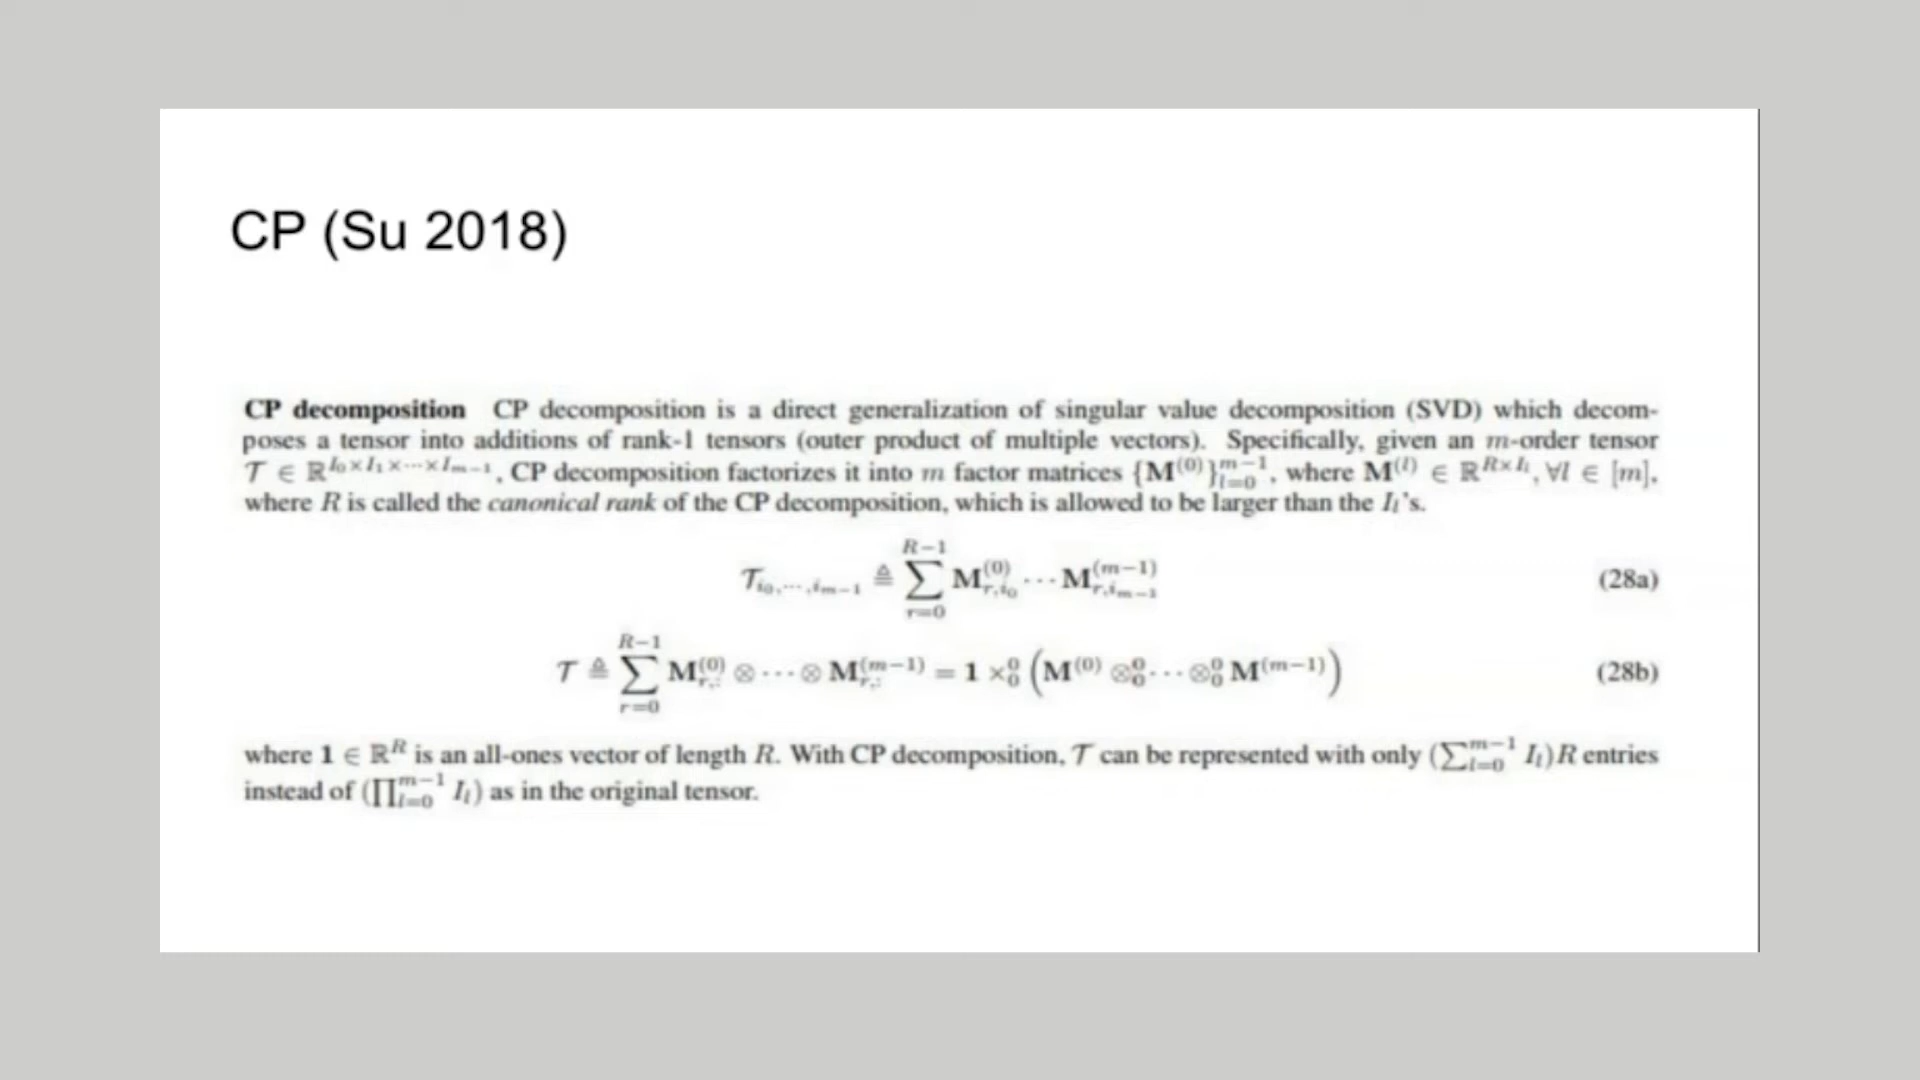 CP (Su 2018)
CP decomposition CP decomposition is a direct generalization of singular value decomposition (SVD) which decom-
poses a tensor into additions of rank-1 tensors (outer product of multiple vectors). Specifically, given an m-order tensor
𝒯 ∈ ℝ^{I_0×I_1×···×I_{m−1}}, CP decomposition factorizes it into m factor matrices {M^{(0)}}_{l=0}^{m−1}, where M^{(l)} ∈ ℝ^{R×I_l}, ∀l ∈ [m],
where R is called the canonical rank of the CP decomposition, which is allowed to be larger than the I_l's.
𝒯_{i_0,···,i_{m−1}} ≜ ∑_{r=0}^{R−1} M^{(0)}_{r,i_0} ··· M^{(m−1)}_{r,i_{m−1}} (28a)
𝒯 ≜ ∑_{r=0}^{R−1} M^{(0)}_{r,:} ⊗ ··· ⊗ M^{(m−1)}_{r,:} = 1 ×^0_0 (M^{(0)} ⊗^0_0 ··· ⊗^0_0 M^{(m−1)}) (28b)
where 1 ∈ ℝ^R is an all-ones vector of length R. With CP decomposition, 𝒯 can be represented with only (∑_{l=0}^{m−1} I_l)R entries
instead of (∏_{l=0}^{m−1} I_l) as in the original tensor.